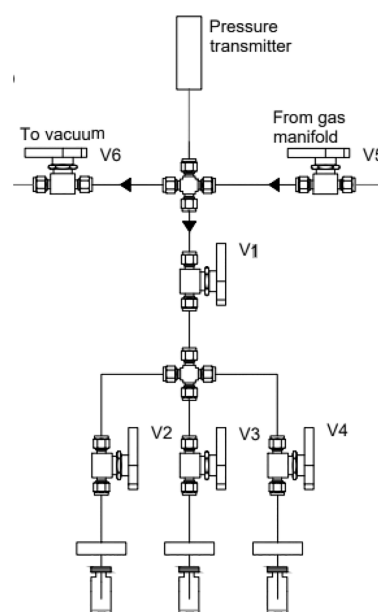 Pressure
transmitter
To vacuum
V6
From gas
manifold
V5
V1
V2
V3
V4